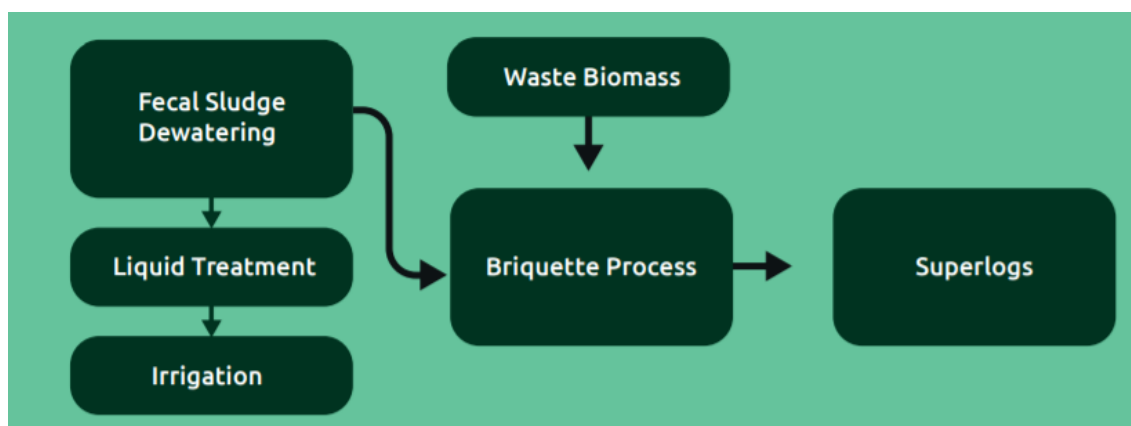 Fecal Sludge
Dewatering
Waste Biomass
Liquid Treatment
Briquette Process
Superlogs
Irrigation